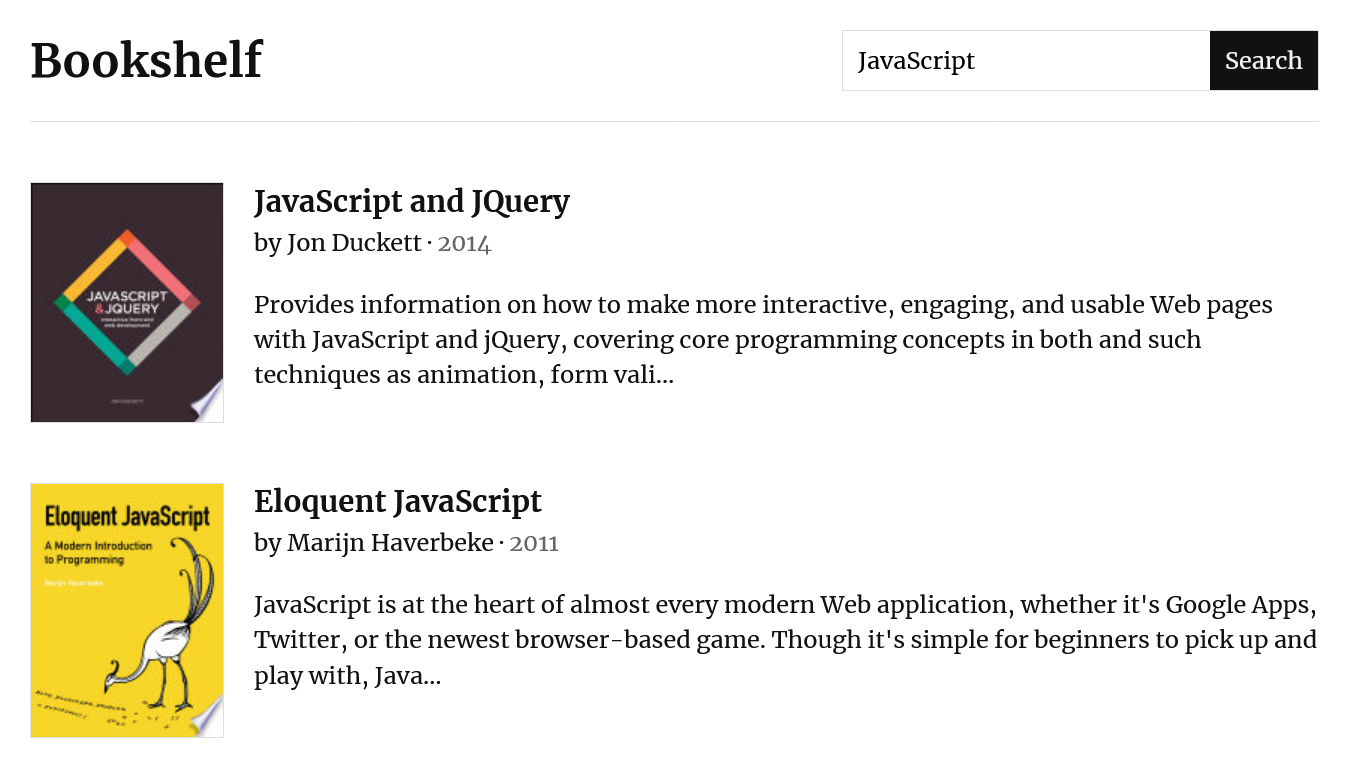 Bookshelf
JavaScript
Search
JAVASCRIPT
&JQUERY
interactive front-end
web development
JON DUCKETT
JavaScript and JQuery
by Jon Duckett · 2014
Provides information on how to make more interactive, engaging, and usable Web pages
with JavaScript and jQuery, covering core programming concepts in both and such
techniques as animation, form vali...
Eloquent JavaScript
A Modern Introduction
to Programming
Marijn Haverbeke
Eloquent JavaScript
by Marijn Haverbeke · 2011
JavaScript is at the heart of almost every modern Web application, whether it's Google Apps,
Twitter, or the newest browser-based game. Though it's simple for beginners to pick up and
play with, Java...